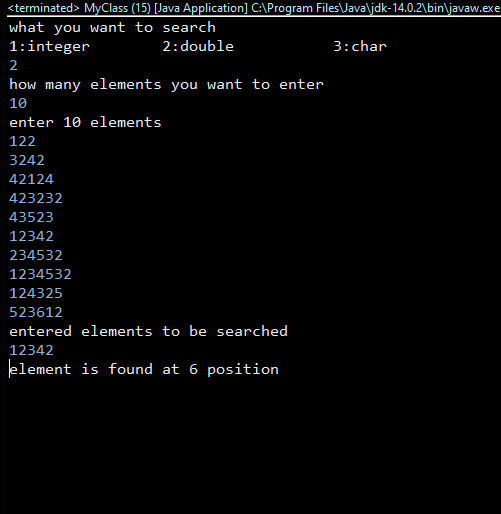 <terminated> MyClass (15) [Java Application] C:\Program Files\Java\jdk-14.0.2\bin\javaw.exe
what you want to search
1:integer        2:double            3:char
2
how many elements you want to enter
10
enter 10 elements
122
3242
42124
423232
43523
12342
234532
1234532
124325
523612
entered elements to be searched
12342
element is found at 6 position